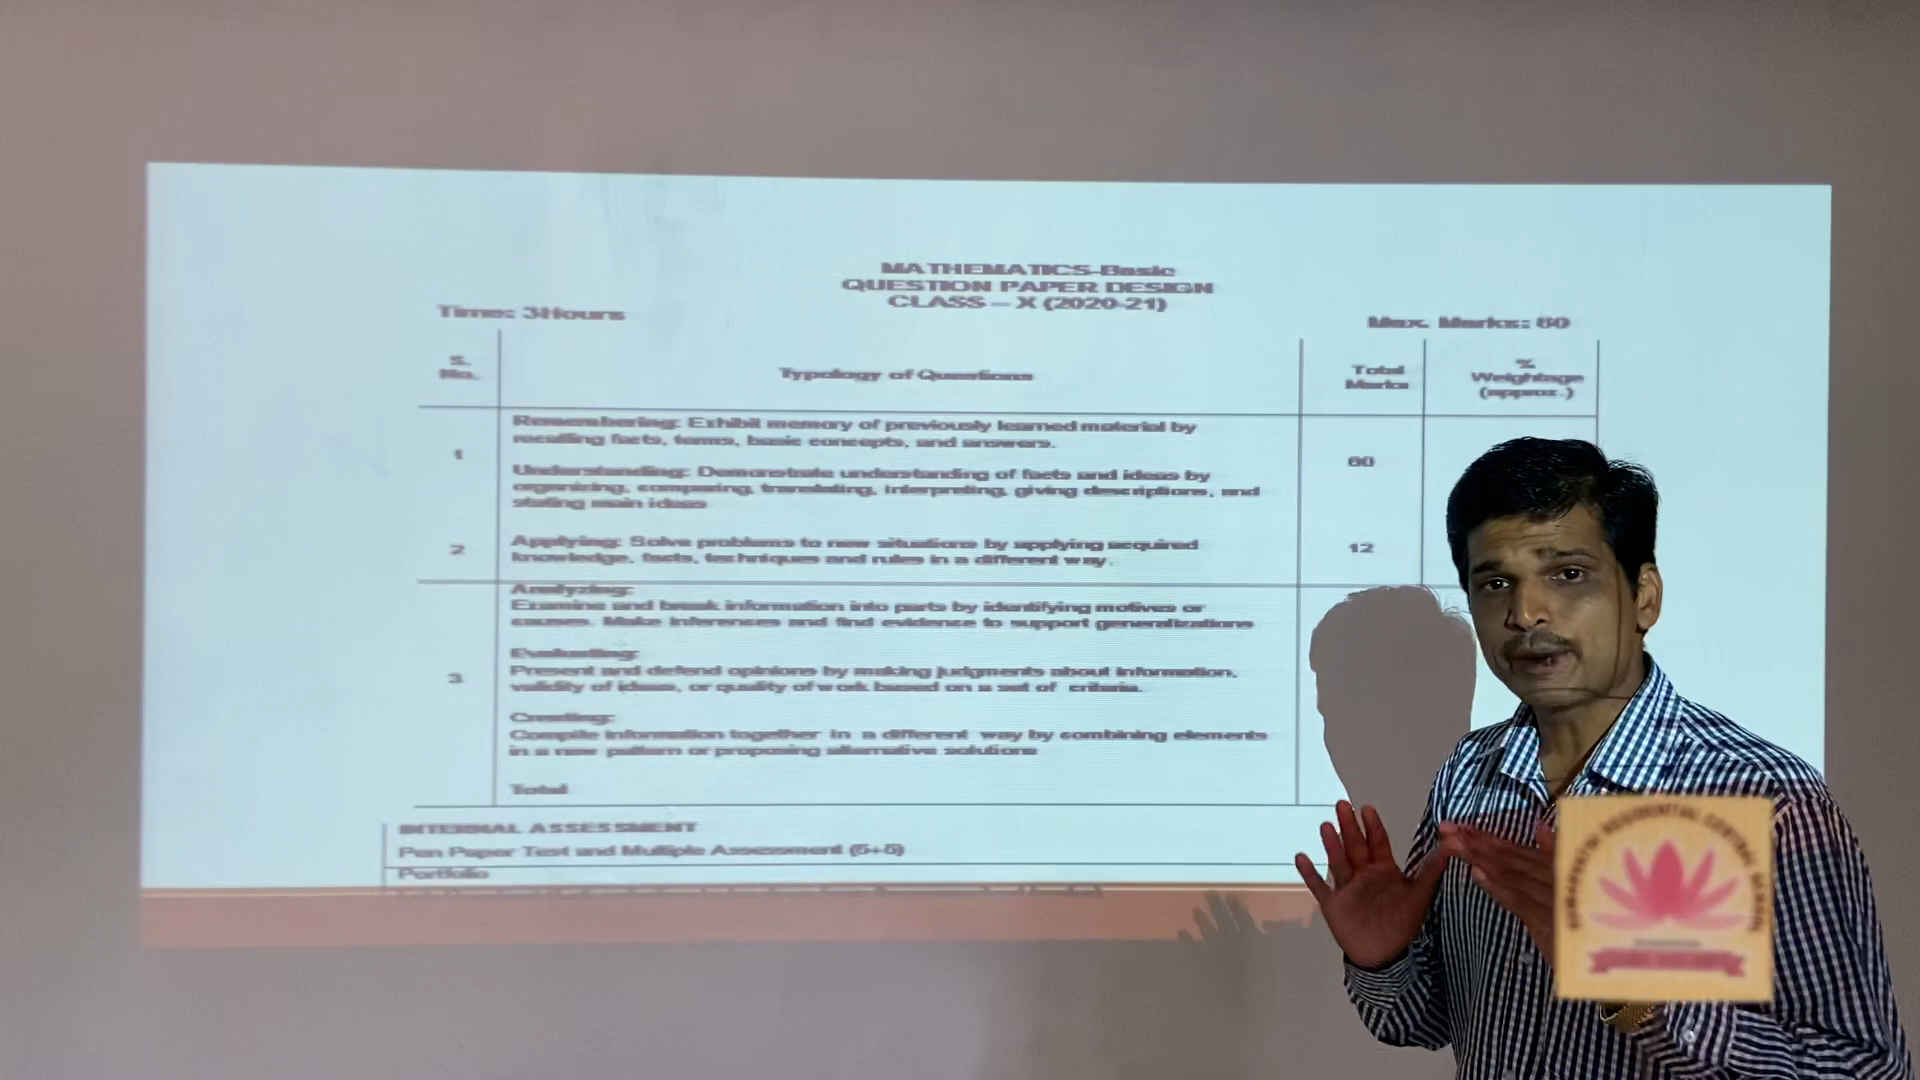 MATHEMATICS-Basic
QUESTION PAPER DESIGN
CLASS – X (2020-21)
Time: 3Hours
Max. Marks: 80
S. No.
Typology of Questions
Total Marks
% Weightage (approx.)
1
Remembering: Exhibit memory of previously learned material by
recalling facts, terms, basic concepts, and answers.
Understanding: Demonstrate understanding of facts and ideas by
organizing, comparing, translating, interpreting, giving descriptions, and
stating main ideas
60
2
Applying: Solve problems to new situations by applying acquired
knowledge, facts, techniques and rules in a different way.
12
3
Analyzing:
Examine and break information into parts by identifying motives or
causes. Make inferences and find evidence to support generalizations
Evaluating:
Present and defend opinions by making judgments about information,
validity of ideas, or quality of work based on a set of criteria.
Creating:
Compile information together in a different way by combining elements
in a new pattern or proposing alternative solutions
Total
INTERNAL ASSESSMENT
Pen Paper Test and Multiple Assessment (5+5)
Portfolio
RESIDENTIAL CENTRAL SCHOOL